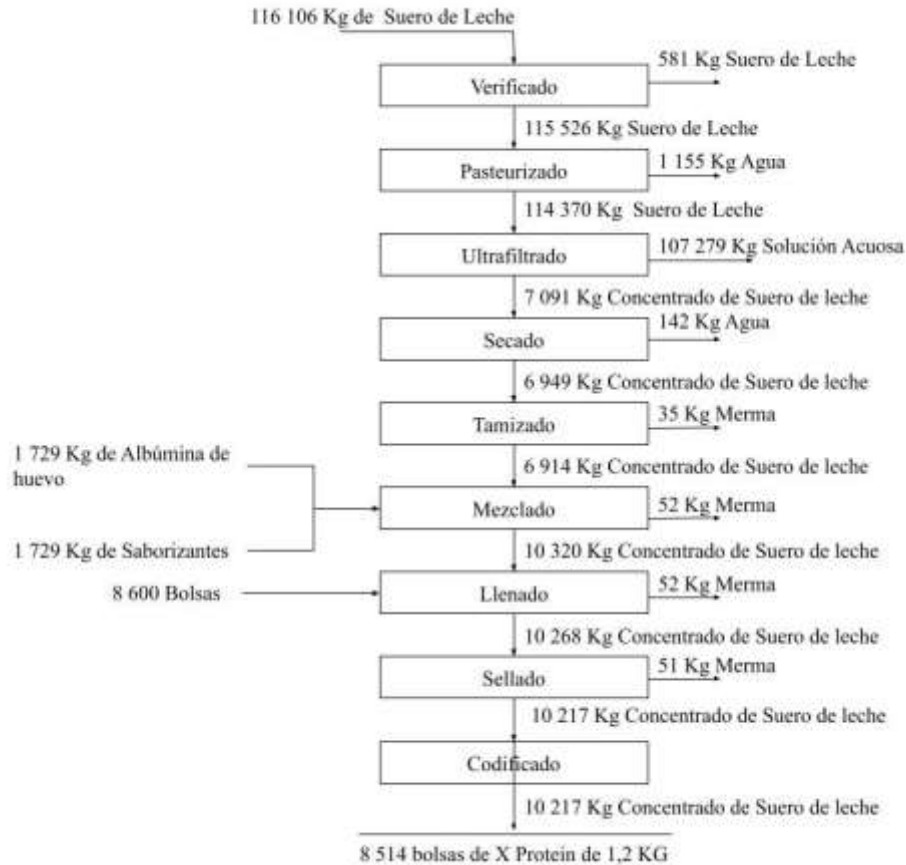 116 106 Kg de Suero de Leche
581 Kg Suero de Leche
Verificado
115 526 Kg Suero de Leche
1 155 Kg Agua
Pasteurizado
114 370 Kg Suero de Leche
107 279 Kg Solución Acuosa
Ultrafiltrado
7 091 Kg Concentrado de Suero de leche
142 Kg Agua
Secado
6 949 Kg Concentrado de Suero de leche
35 Kg Merma
Tamizado
1 729 Kg de Albúmina de
huevo
6 914 Kg Concentrado de Suero de leche
52 Kg Merma
Mezclado
1 729 Kg de Saborizantes
10 320 Kg Concentrado de Suero de leche
8 600 Bolsas
52 Kg Merma
Llenado
10 268 Kg Concentrado de Suero de leche
51 Kg Merma
Sellado
10 217 Kg Concentrado de Suero de leche
Codificado
10 217 Kg Concentrado de Suero de leche
8 514 bolsas de X Protein de 1,2 KG